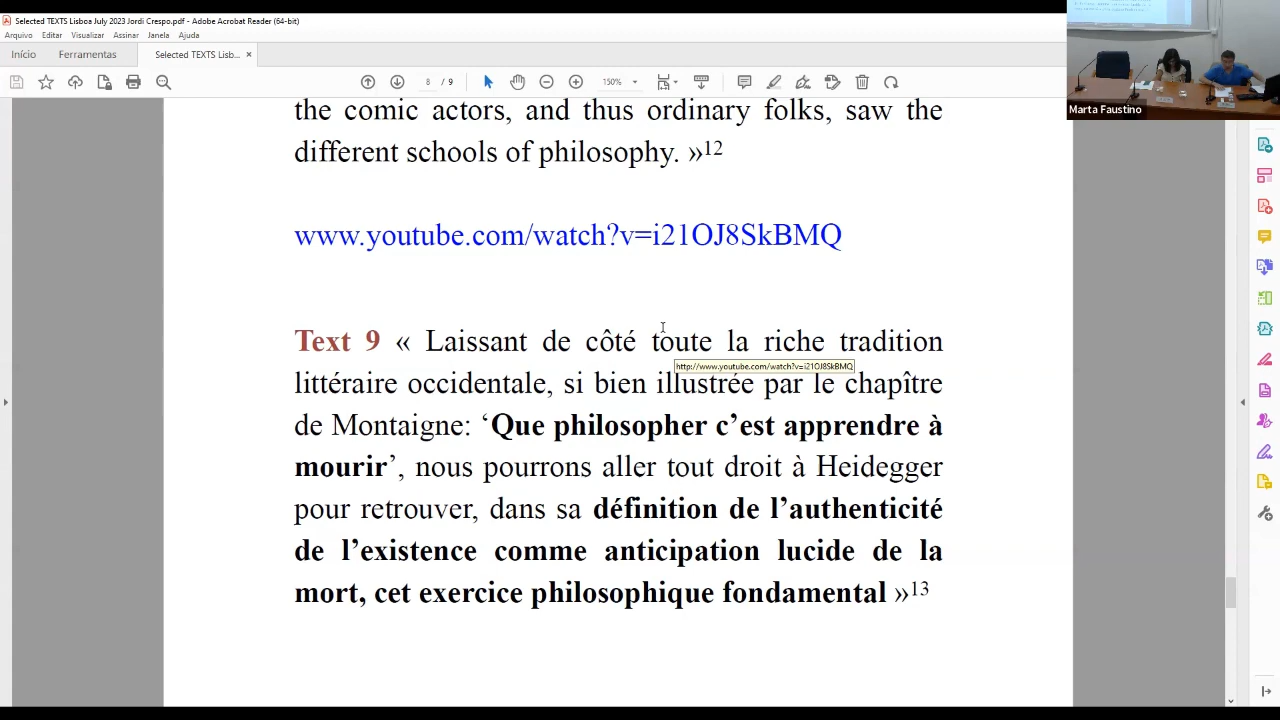 Selected TEXTS Lisboa July 2023 Jordi Crespo.pdf - Adobe Acrobat Reader (64-bit)
Arquivo Editar Visualizar Assinar Janela Ajuda
Início Ferramentas Selected TEXTS Lisb... ×
8 / 9 150%
Marta Faustino
the comic actors, and thus ordinary folks, saw the
different schools of philosophy. »12
www.youtube.com/watch?v=i21OJ8SkBMQ
Text 9 « Laissant de côté toute la riche tradition
http://www.youtube.com/watch?v=i21OJ8SkBMQ
littéraire occidentale, si bien illustrée par le chapître
de Montaigne: ‘Que philosopher c’est apprendre à
mourir’, nous pourrons aller tout droit à Heidegger
pour retrouver, dans sa définition de l’authenticité
de l’existence comme anticipation lucide de la
mort, cet exercice philosophique fondamental »13